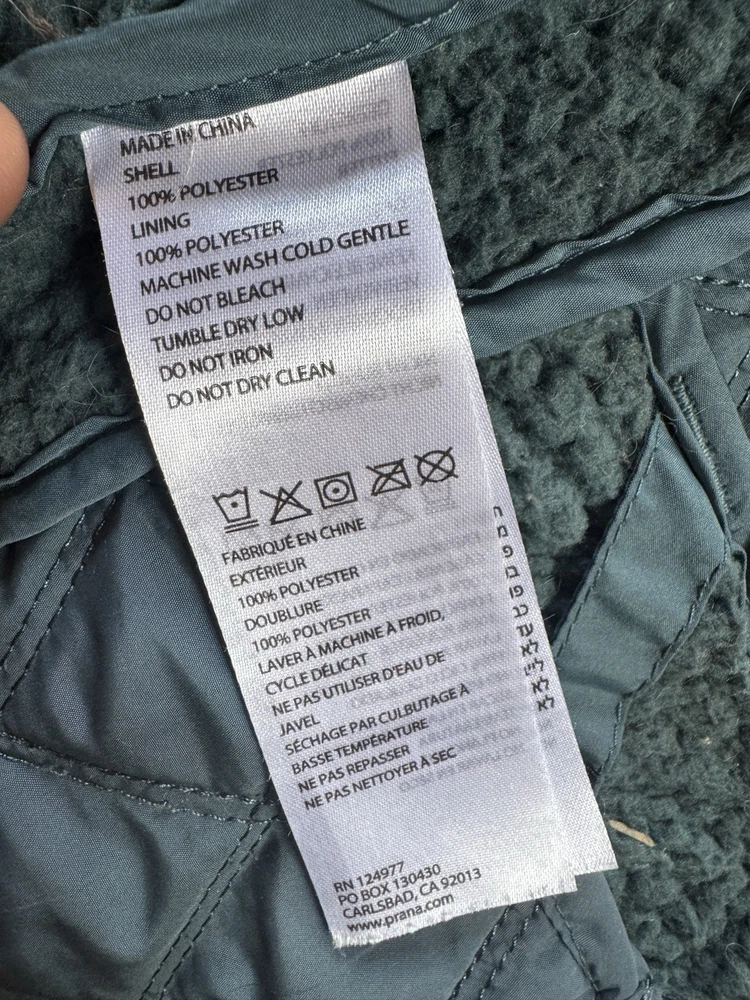 MADE IN CHINA
SHELL
100% POLYESTER
LINING
100% POLYESTER
MACHINE WASH COLD GENTLE
DO NOT BLEACH
TUMBLE DRY LOW
DO NOT IRON
DO NOT DRY CLEAN
FABRIQUÉ EN CHINE
EXTÉRIEUR
100% POLYESTER
DOUBLURE
100% POLYESTER
LAVER À MACHINE À FROID,
CYCLE DÉLICAT
NE PAS UTILISER D'EAU DE
JAVEL
SÉCHAGE PAR CULBUTAGE À
BASSE TEMPÉRATURE
NE PAS REPASSER
NE PAS NETTOYER À SEC
RN 124977
PO BOX 130430
CARLSBAD, CA 92013
www.prana.com